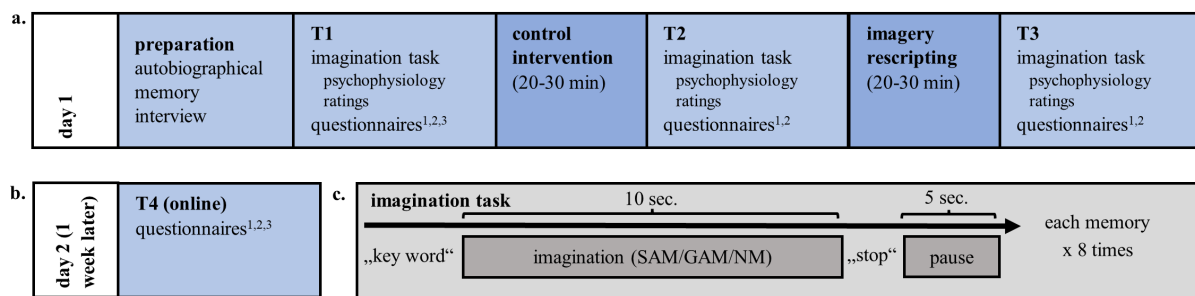 a.
day 1
preparation
autobiographical
memory
interview
T1
imagination task
psychophysiology
ratings
questionnaires1,2,3
control
intervention
(20-30 min)
T2
imagination task
psychophysiology
ratings
questionnaires1,2
imagery
rescripting
(20-30 min)
T3
imagination task
psychophysiology
ratings
questionnaires1,2
b.
day 2 (1
week later)
T4 (online)
questionnaires1,2,3
c.
imagination task
10 sec.
5 sec.
„key word“
imagination (SAM/GAM/NM)
„stop“
pause
each memory
x 8 times